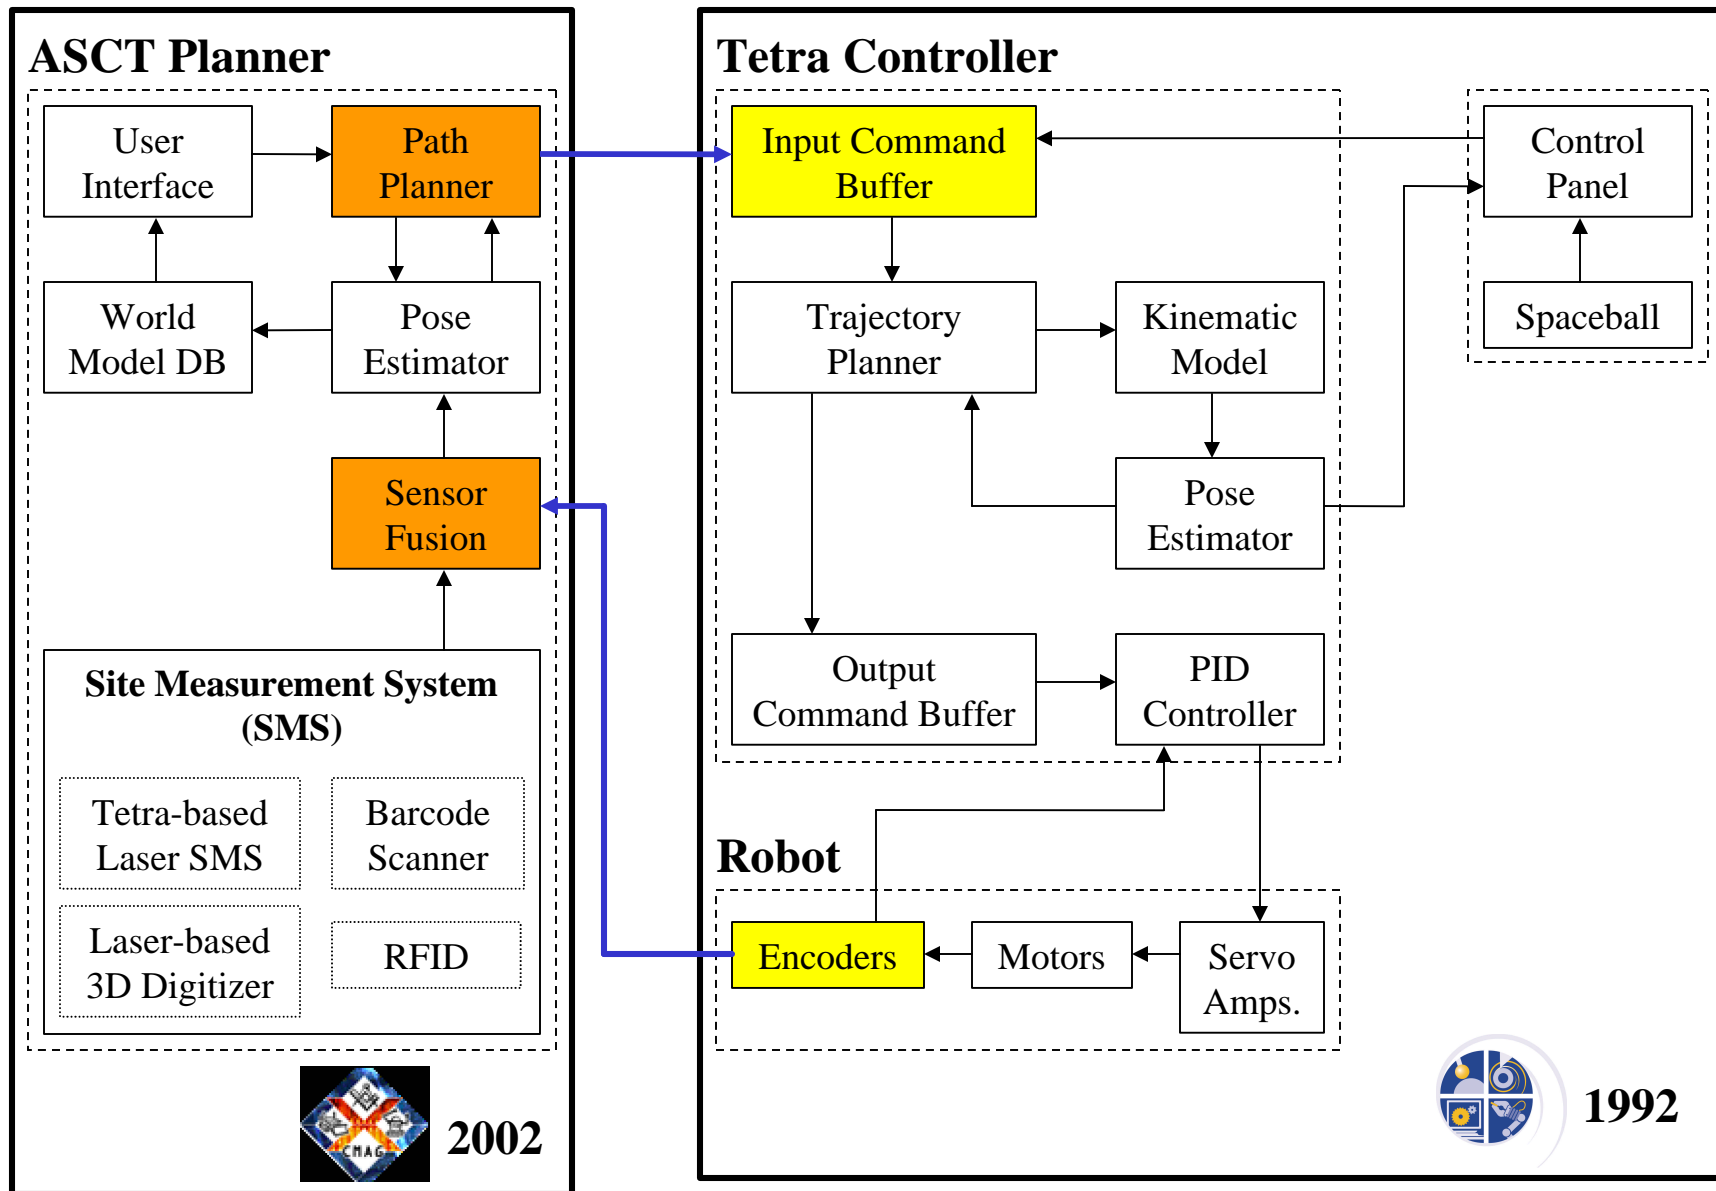 ASCT Planner
User
Interface
Path
Planner
World
Model DB
Pose
Estimator
Sensor
Fusion
Site Measurement System
(SMS)
Tetra-based
Laser SMS
Barcode
Scanner
Laser-based
3D Digitizer
RFID
CMAG
2002
Tetra Controller
Input Command
Buffer
Control
Panel
Trajectory
Planner
Kinematic
Model
Spaceball
Pose
Estimator
Output
Command Buffer
PID
Controller
Robot
Encoders
Motors
Servo
Amps.
1992